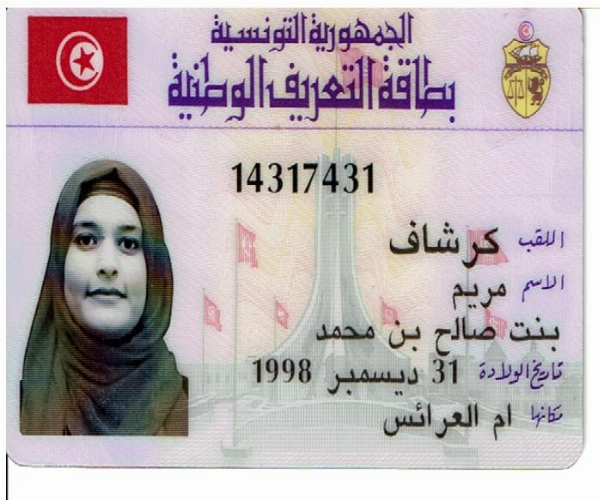 الجمهورية التونسية
بطاقة التعريف الوطنية
14317431
اللقب كرشاف
الاسم مريم
بنت صالح بن محمد
تاريخ الولادة 31 ديسمبر 1998
مكانها ام العرائس